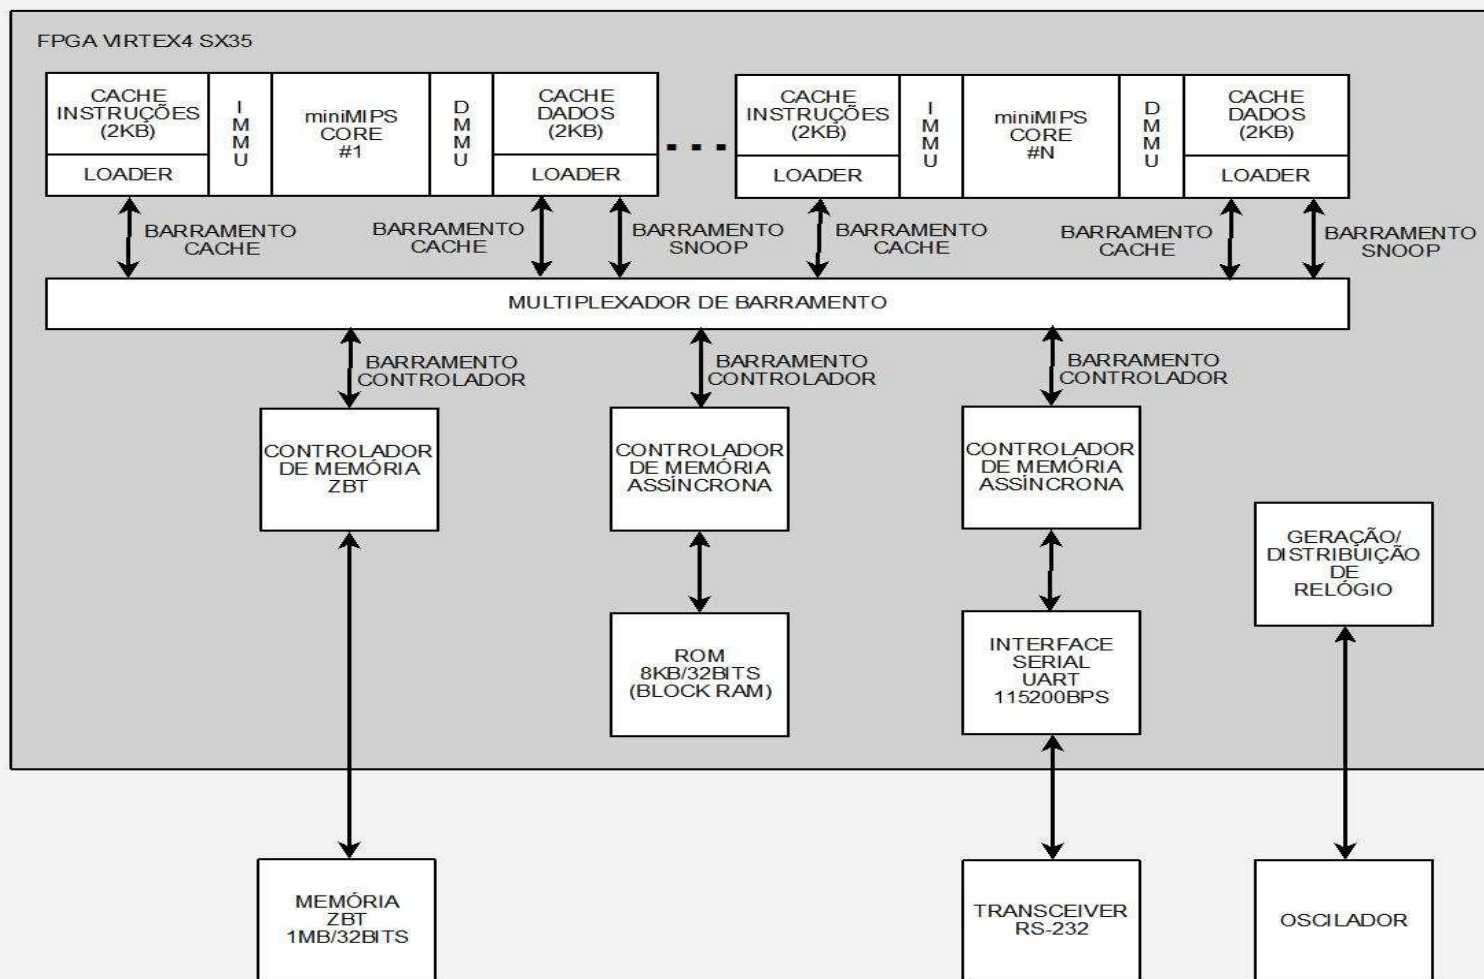 FPGA VIRTEX4 SX35
CACHE
INSTRUÇÕES
(2KB)
LOADER
I
M
M
U
miniMIPS
CORE
#1
D
M
M
U
CACHE
DADOS
(2KB)
LOADER
CACHE
INSTRUÇÕES
(2KB)
LOADER
I
M
M
U
miniMIPS
CORE
#N
D
M
M
U
CACHE
DADOS
(2KB)
LOADER
BARRAMENTO
CACHE
BARRAMENTO
CACHE
BARRAMENTO
SNOOP
BARRAMENTO
CACHE
BARRAMENTO
CACHE
BARRAMENTO
SNOOP
MULTIPLEXADOR DE BARRAMENTO
BARRAMENTO
CONTROLADOR
BARRAMENTO
CONTROLADOR
BARRAMENTO
CONTROLADOR
CONTROLADOR
DE MEMÓRIA
ZBT
CONTROLADOR
DE MEMÓRIA
ASSÍNCRONA
CONTROLADOR
DE MEMÓRIA
ASSÍNCRONA
GERAÇÃO/
DISTRIBUIÇÃO
DE
RELÓGIO
ROM
8KB/32BITS
(BLOCK RAM)
INTERFACE
SERIAL
UART
115200BPS
MEMÓRIA
ZBT
1MB/32BITS
TRANSCEIVER
RS-232
OSCILADOR